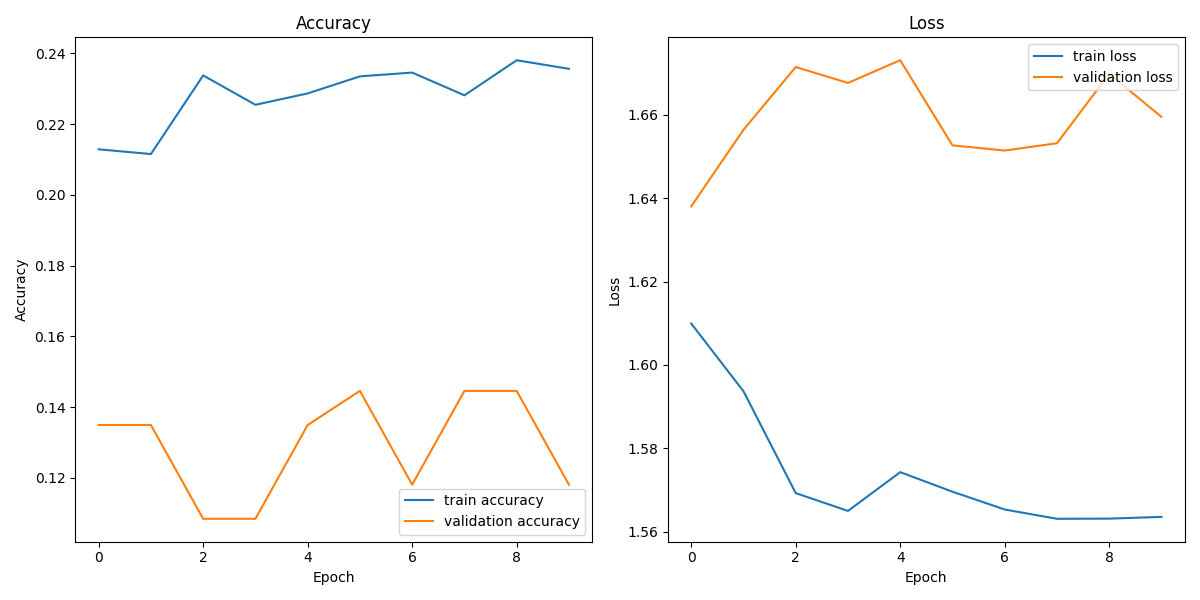 Accuracy
0.24
0.22
0.20
0.18
0.16
0.14
0.12
Accuracy
train accuracy
validation accuracy
0 2 4 6 8
Epoch
Loss
train loss
validation loss
1.66
1.64
1.62
1.60
1.58
1.56
Loss
0 2 4 6 8
Epoch